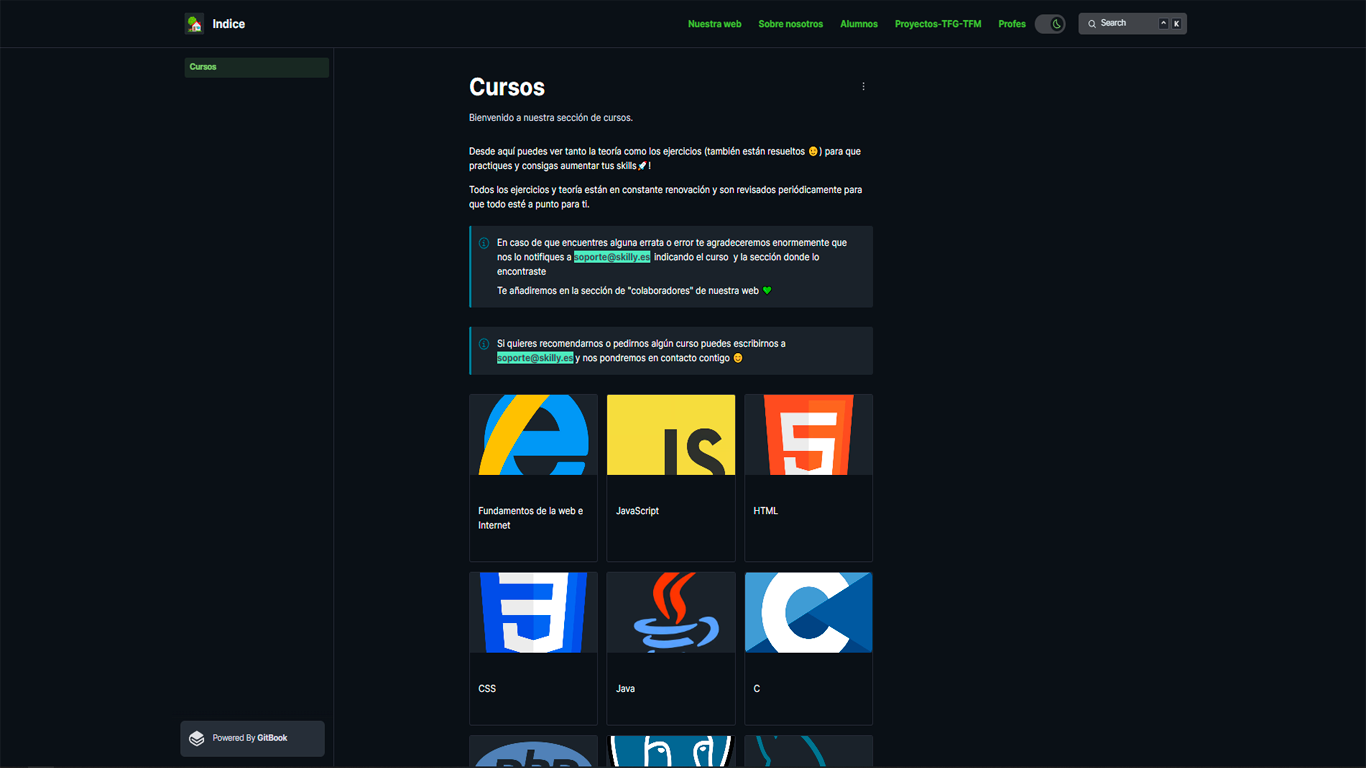 Indice
Nuestra web Sobre nosotros Alumnos Proyectos-TFG-TFM Profes Search ^ K
Cursos
Cursos
Bienvenido a nuestra sección de cursos.
Desde aquí puedes ver tanto la teoría como los ejercicios (también están resueltos 🤨) para que
practiques y consigas aumentar tus skills🚀!
Todos los ejercicios y teoría están en constante renovación y son revisados periódicamente para
que todo esté a punto para ti.
En caso de que encuentres alguna errata o error te agradeceremos enormemente que
nos lo notifiques a soporte@skilly.es indicando el curso y la sección donde lo
encontraste
Te añadiremos en la sección de "colaboradores" de nuestra web 💚
Si quieres recomendarnos o pedirnos algún curso puedes escribirnos a
soporte@skilly.es y nos pondremos en contacto contigo 😊
JS
Fundamentos de la web e
Internet
JavaScript
HTML
CSS
Java
C
Powered By GitBook
php